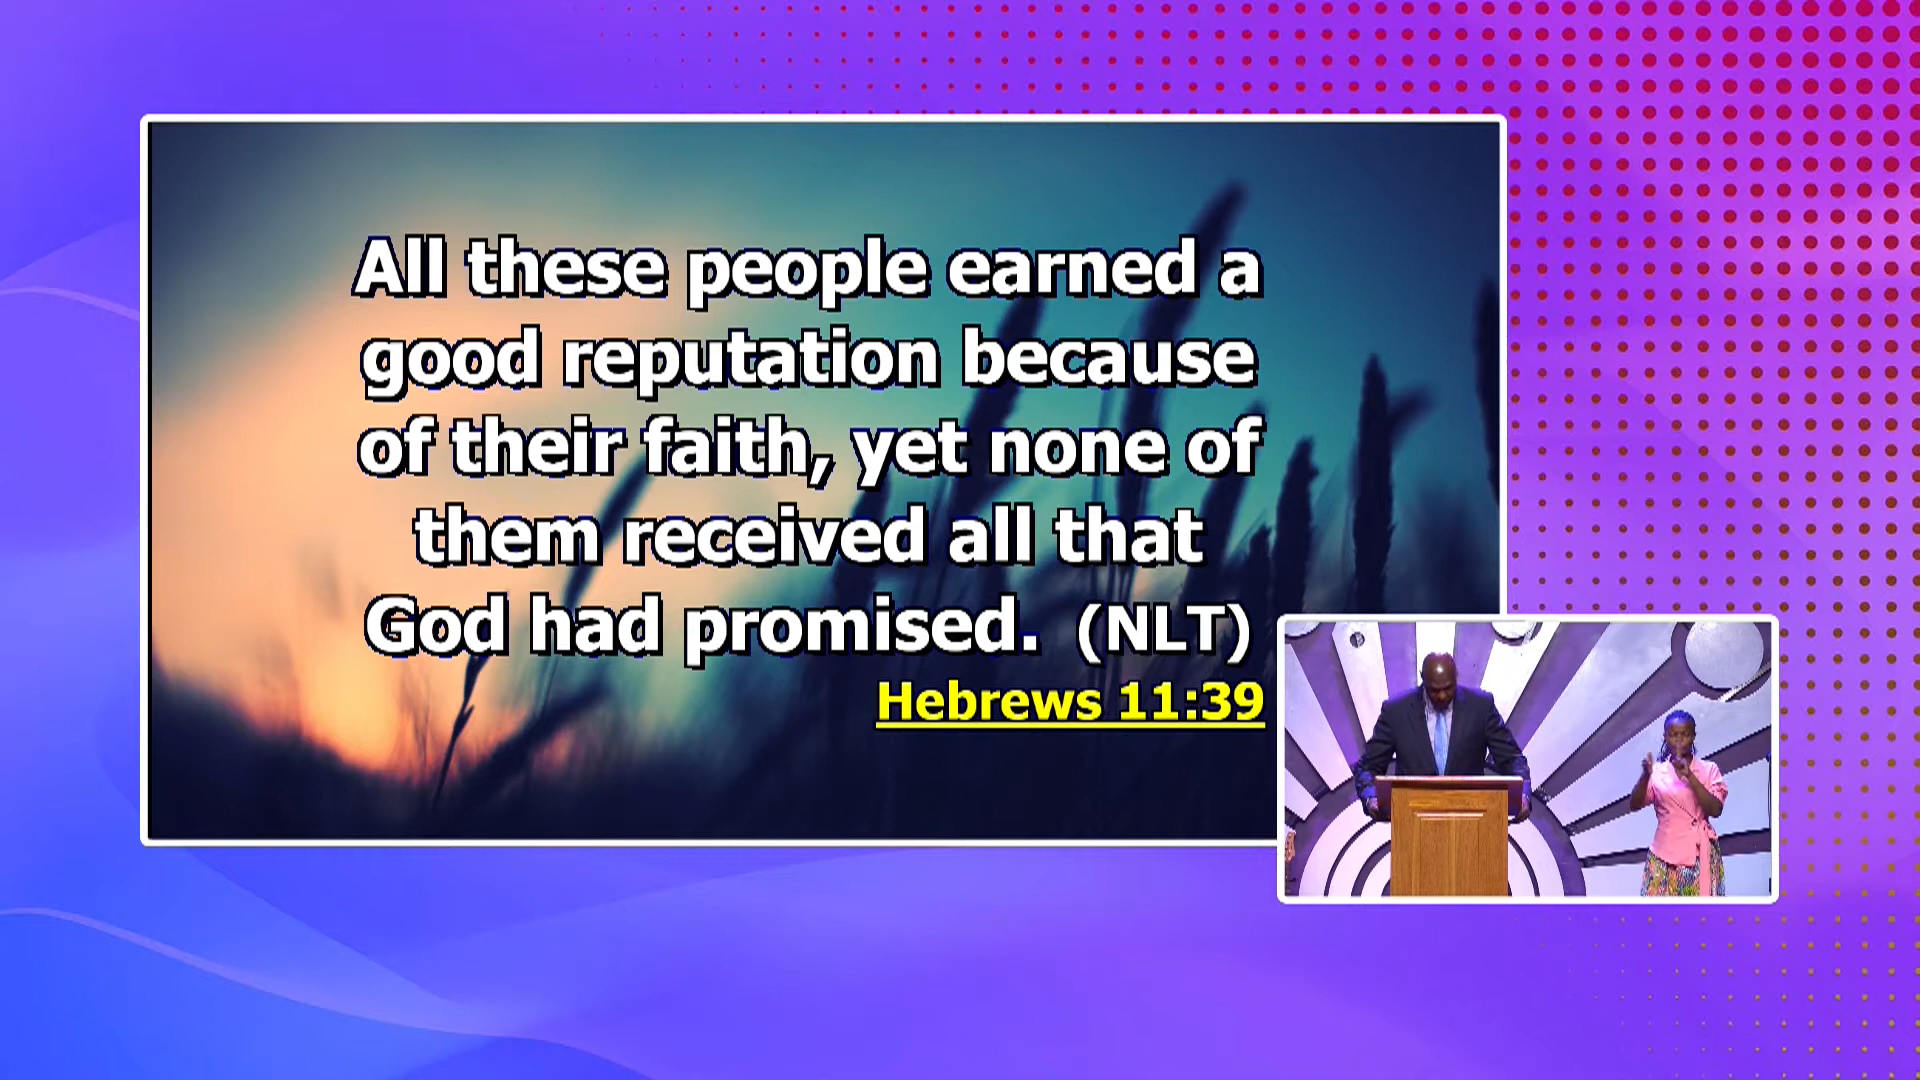 All these people earned a
good reputation because
of their faith, yet none of
them received all that
God had promised. (NLT)
Hebrews 11:39